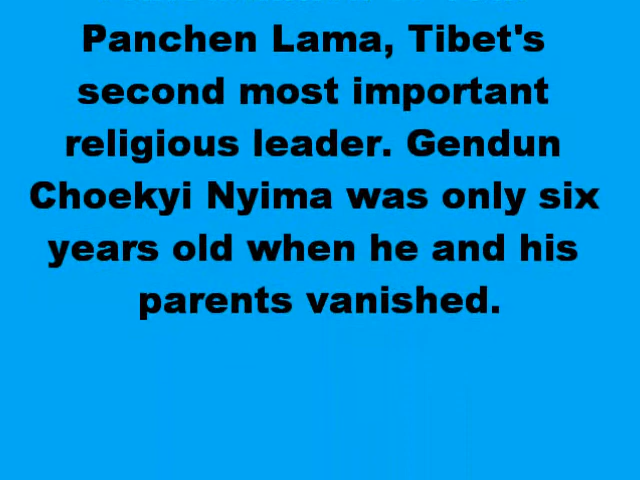 Panchen Lama, Tibet's
second most important
religious leader. Gendun
Choekyi Nyima was only six
years old when he and his
parents vanished.